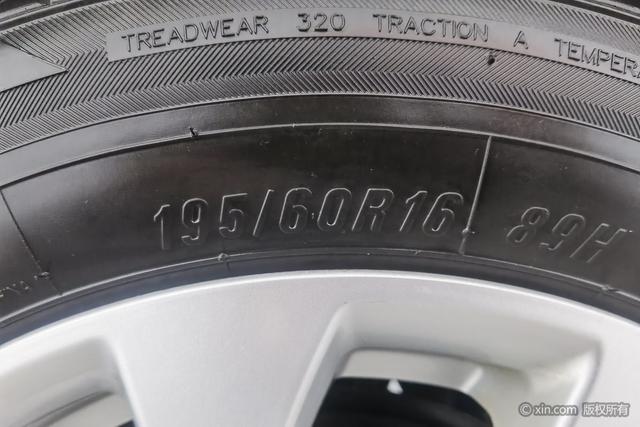 TREADWEAR 320 TRACTION A TEMPERA
195/60R16 89H
©xin.com 版权所有